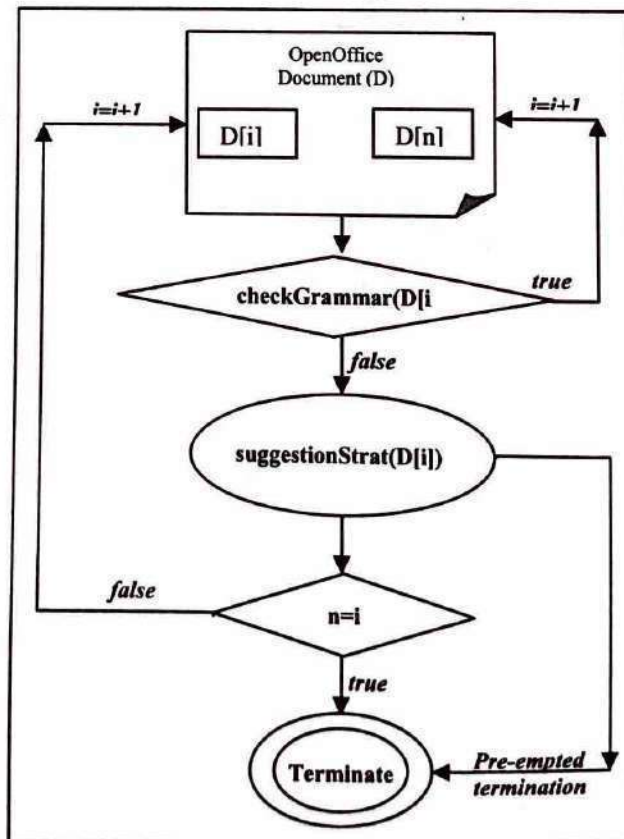 OpenOffice
Document (D)
i=i+1
i=i+1
D[i]
D[n]
checkGrammar(D[i
true
false
suggestionStrat(D[i])
false
n=i
true
Terminate
Pre-empted
termination